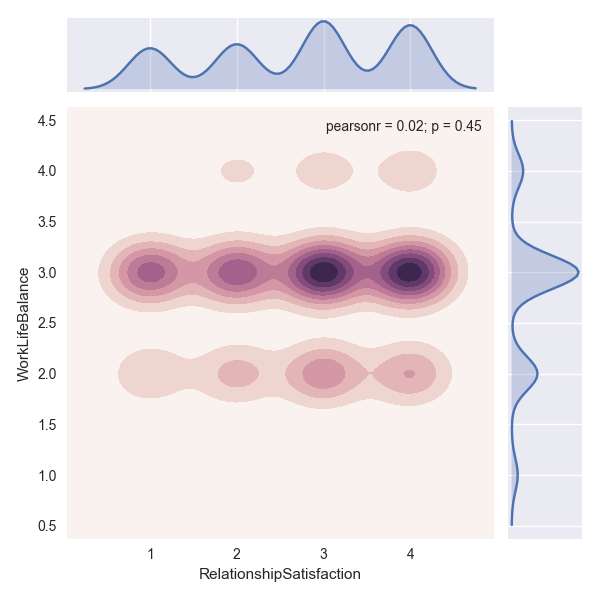 pearsonr = 0.02; p = 0.45
4.5
4.0
3.5
3.0
2.5
2.0
1.5
1.0
0.5
WorkLifeBalance
1 2 3 4
RelationshipSatisfaction